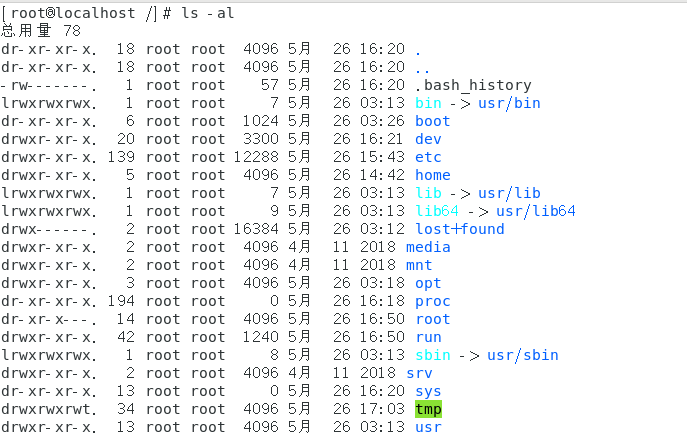 [root@localhost /]# ls -al
总用量 78
dr-xr-xr-x.  18 root root  4096 5月  26 16:20 .
dr-xr-xr-x.  18 root root  4096 5月  26 16:20 ..
-rw-------.   1 root root    57 5月  26 16:20 .bash_history
lrwxrwxrwx.   1 root root     7 5月  26 03:13 bin -> usr/bin
dr-xr-xr-x.   6 root root  1024 5月  26 03:26 boot
drwxr-xr-x.  20 root root  3300 5月  26 16:21 dev
drwxr-xr-x. 139 root root 12288 5月  26 15:43 etc
drwxr-xr-x.   5 root root  4096 5月  26 14:42 home
lrwxrwxrwx.   1 root root     7 5月  26 03:13 lib -> usr/lib
lrwxrwxrwx.   1 root root     9 5月  26 03:13 lib64 -> usr/lib64
drwx------.   2 root root 16384 5月  26 03:12 lost+found
drwxr-xr-x.   2 root root  4096 4月  11 2018 media
drwxr-xr-x.   2 root root  4096 4月  11 2018 mnt
drwxr-xr-x.   3 root root  4096 5月  26 03:18 opt
dr-xr-xr-x. 194 root root     0 5月  26 16:18 proc
dr-xr-x---.  14 root root  4096 5月  26 16:50 root
drwxr-xr-x.  42 root root  1240 5月  26 16:50 run
lrwxrwxrwx.   1 root root     8 5月  26 03:13 sbin -> usr/sbin
drwxr-xr-x.   2 root root  4096 4月  11 2018 srv
dr-xr-xr-x.  13 root root     0 5月  26 16:20 sys
drwxrwxrwt.  34 root root  4096 5月  26 17:03 tmp
drwxr-xr-x.  13 root root  4096 5月  26 03:13 usr